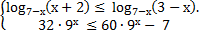 {log₇₋ₓ(x + 2) ≤ log₇₋ₓ(3 − x).
32 · 9ˣ ≤ 60 · 9ˣ − 7